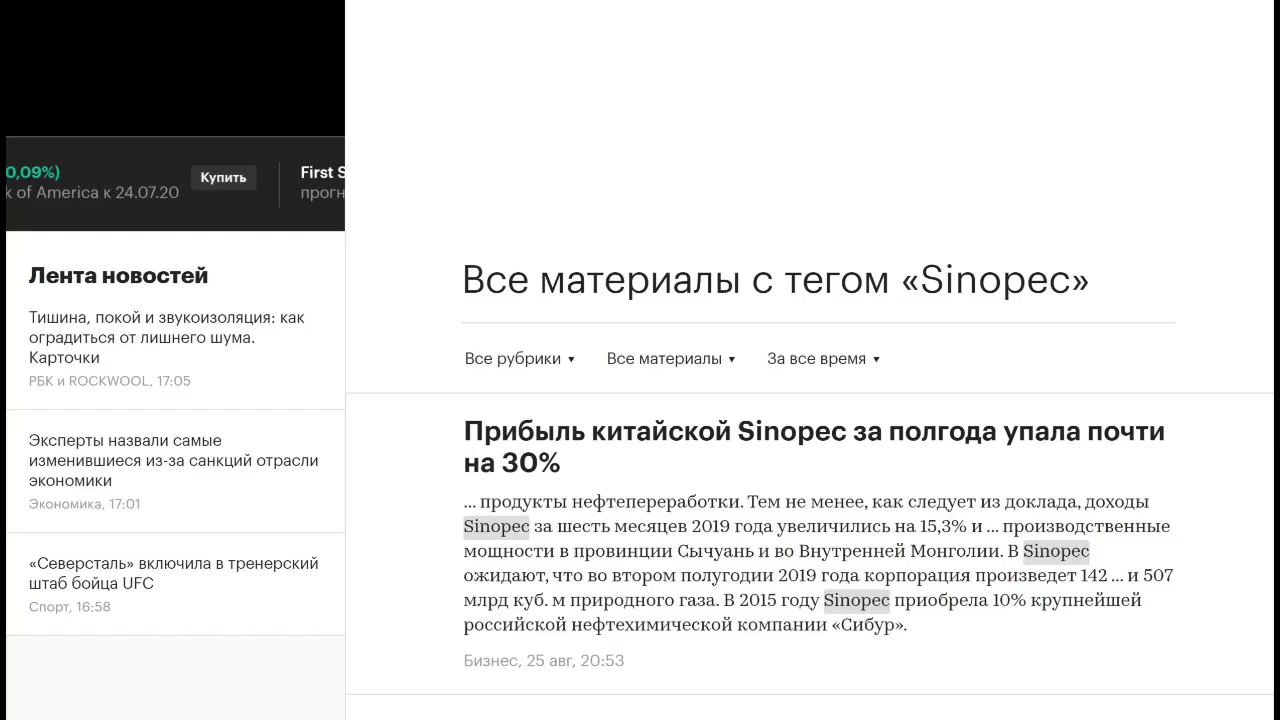 0,09%)
Купить
First S
k of America к 24.07.20
прогн
Лента новостей
Тишина, покой и звукоизоляция: как
оградиться от лишнего шума.
Карточки
РБК и ROCKWOOL, 17:05
Эксперты назвали самые
изменившиеся из-за санкций отрасли
экономики
Экономика, 17:01
«Северсталь» включила в тренерский
штаб бойца UFC
Спорт, 16:58
Все материалы с тегом «Sinopec»
Все рубрики ▾ Все материалы ▾ За все время ▾
Прибыль китайской Sinopec за полгода упала почти
на 30%
... продукты нефтепереработки. Тем не менее, как следует из доклада, доходы
Sinopec за шесть месяцев 2019 года увеличились на 15,3% и ... производственные
мощности в провинции Сычуань и во Внутренней Монголии. В Sinopec
ожидают, что во втором полугодии 2019 года корпорация произведет 142 ... и 507
млрд куб. м природного газа. В 2015 году Sinopec приобрела 10% крупнейшей
российской нефтехимической компании «Сибур».
Бизнес, 25 авг, 20:53